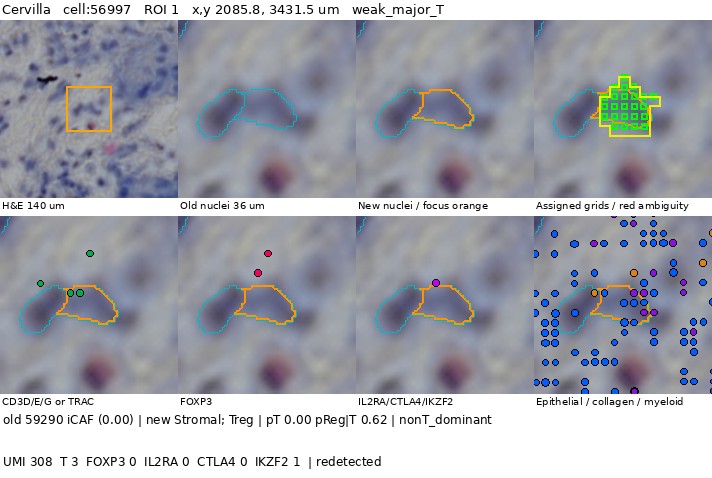 Cervilla cell:56997 ROI 1 x,y 2085.8, 3431.5 um weak_major_T
H&E 140 um
Old nuclei 36 um
New nuclei / focus orange
Assigned grids / red ambiguity
CD3D/E/G or TRAC
FOXP3
IL2RA/CTLA4/IKZF2
Epithelial / collagen / myeloid
old 59290 iCAF (0.00) | new Stromal; Treg | pT 0.00 pReg|T 0.62 | nonT_dominant
UMI 308 T 3 FOXP3 0 IL2RA 0 CTLA4 0 IKZF2 1 | redetected